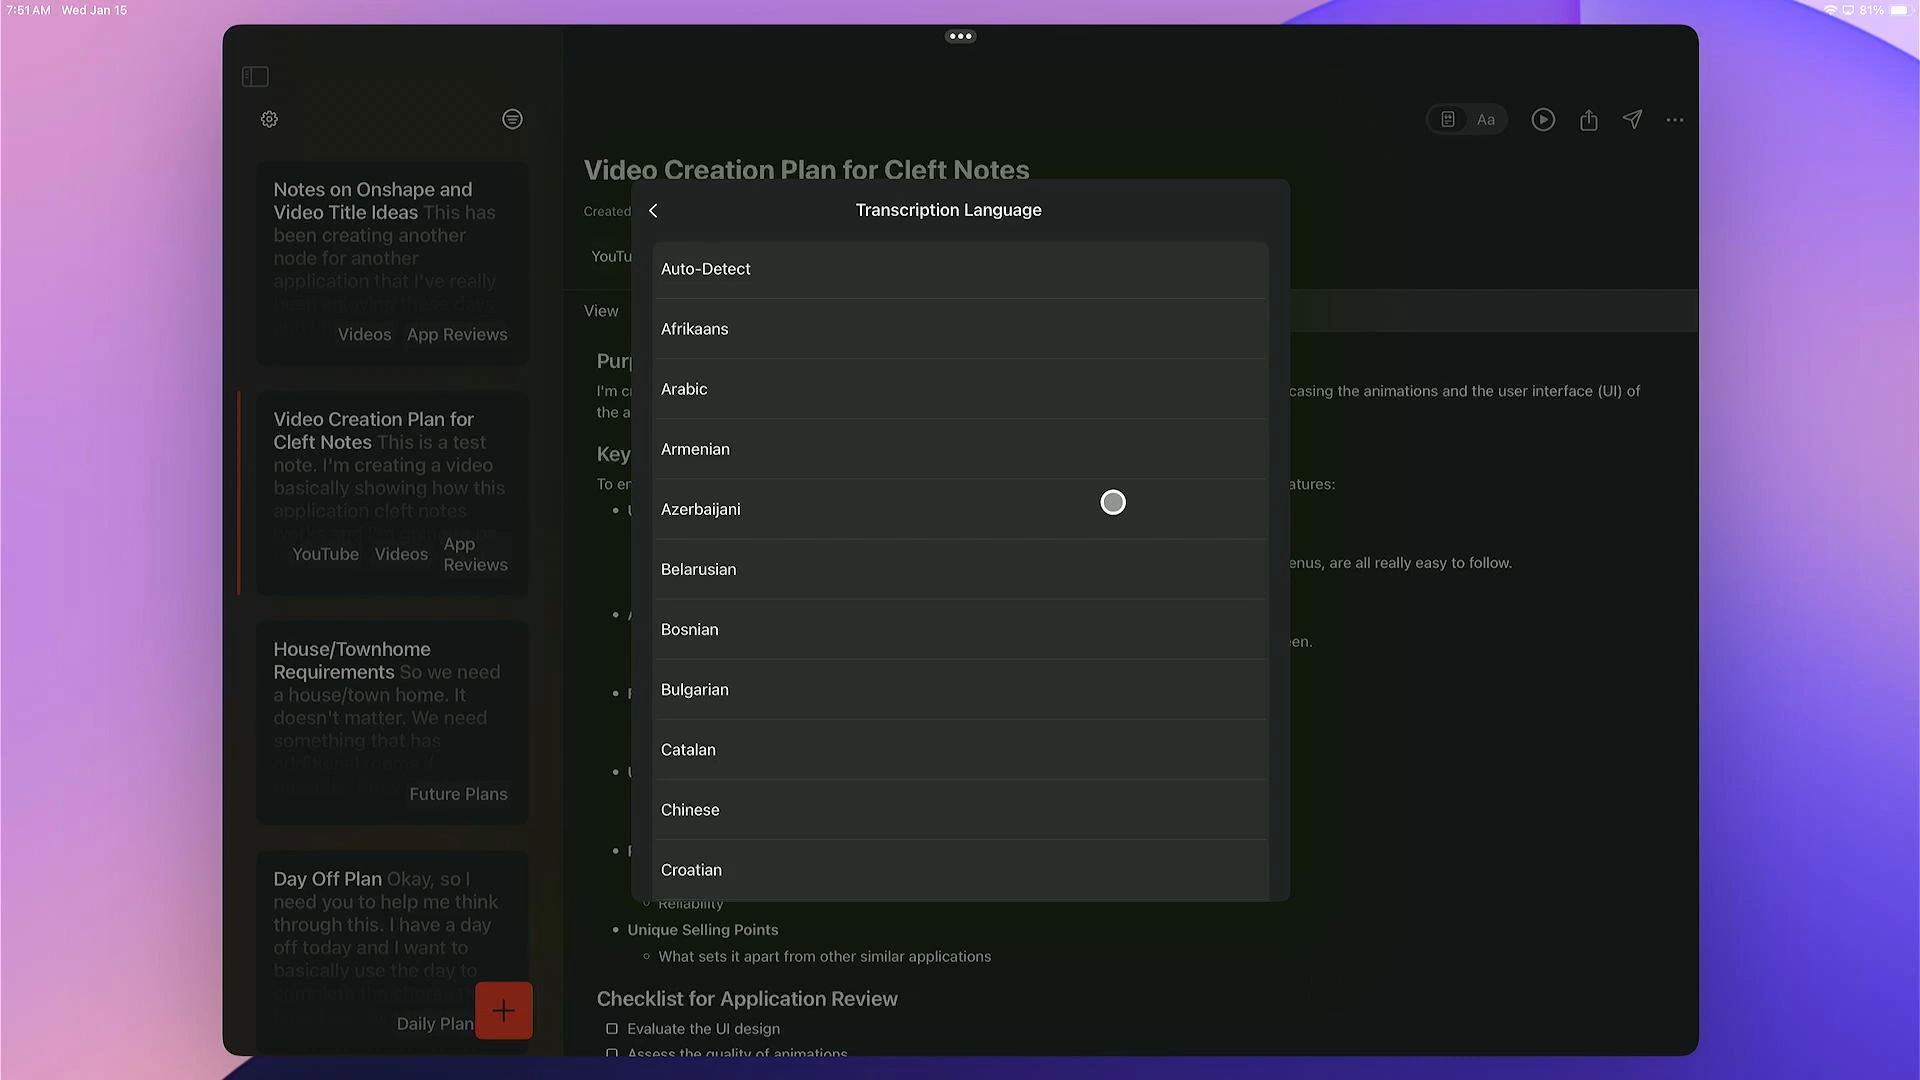 7:51 AM Wed Jan 15
81%
Aa
Notes on Onshape and
Video Title Ideas This has
been creating another
node for another
application that I've really
been enjoying these days
Videos App Reviews
Video Creation Plan for
Cleft Notes This is a test
note. I'm creating a video
basically showing how this
application cleft notes
YouTube Videos App
Reviews
House/Townhome
Requirements So we need
a house/town home. It
doesn't matter. We need
something that has
additional rooms if
Future Plans
Day Off Plan Okay, so I
need you to help me think
through this. I have a day
off today and I want to
basically use the day to
Daily Plan
Video Creation Plan for Cleft Notes
Created
YouTu
View
I'm
casing the animations and the user interface (UI) of
the a
Key
atures:
enus, are all really easy to follow.
een.
Transcription Language
Auto-Detect
Afrikaans
Arabic
Armenian
Azerbaijani
Belarusian
Bosnian
Bulgarian
Catalan
Chinese
Croatian
Reliability
• Unique Selling Points
What sets it apart from other similar applications
Checklist for Application Review
Evaluate the UI design
Assess the quality of animations